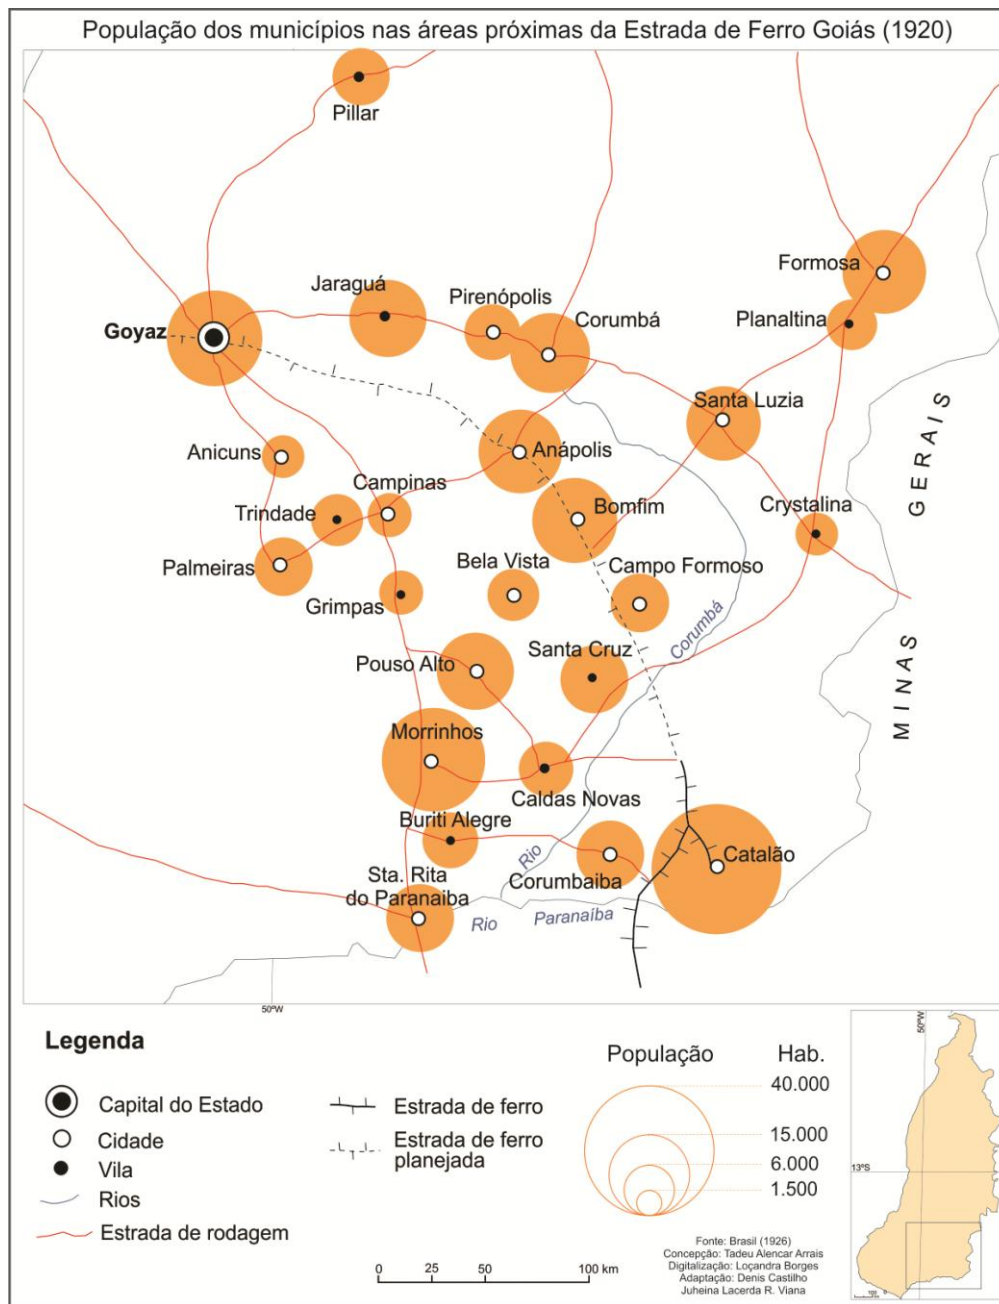 População dos municípios nas áreas próximas da Estrada de Ferro Goiás (1920)
Pillar
Formosa
Jaraguá
Pirenópolis
Corumbá
Planaltina
Goyaz
Santa Luzia
Anicuns
Anápolis
Campinas
Trindade
Bomfim
Crystalina
Palmeiras
Bela Vista
Campo Formoso
Grimpas
Corumbá
Pouso Alto
Santa Cruz
MINAS GERAIS
Morrinhos
Caldas Novas
Buriti Alegre
Rio
Corumbaiba
Catalão
Sta. Rita
do Paranaiba
Rio Paranaíba
50ºW
Legenda
Capital do Estado
Cidade
Vila
Rios
Estrada de rodagem
Estrada de ferro
Estrada de ferro
planejada
População Hab.
40.000
15.000
6.000
1.500
0 25 50 100 km
Fonte: Brasil (1926)
Concepção: Tadeu Alencar Arrais
Digitalização: Loçandra Borges
Adaptação: Denis Castilho
Juheina Lacerda R. Viana
50ºW
13ºS